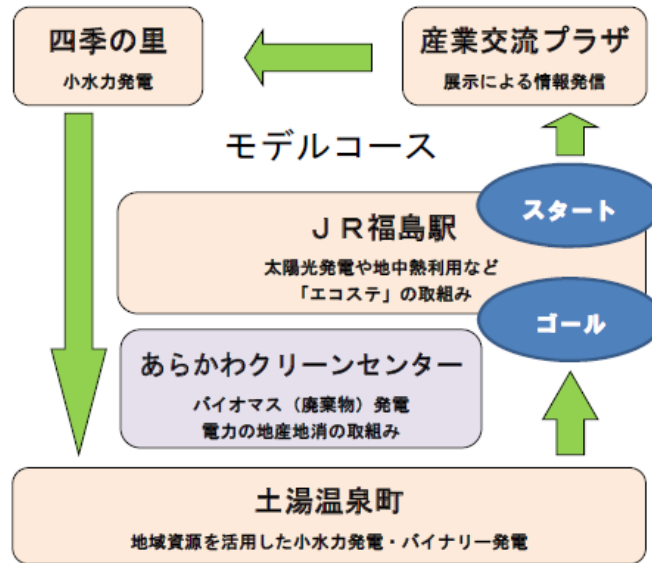 四季の里
小水力発電
産業交流プラザ
展示による情報発信
モデルコース
スタート
ＪＲ福島駅
太陽光発電や地中熱利用など
「エコステ」の取組み
ゴール
あらかわクリーンセンター
バイオマス（廃棄物）発電
電力の地産地消の取組み
土湯温泉町
地域資源を活用した小水力発電・バイナリー発電